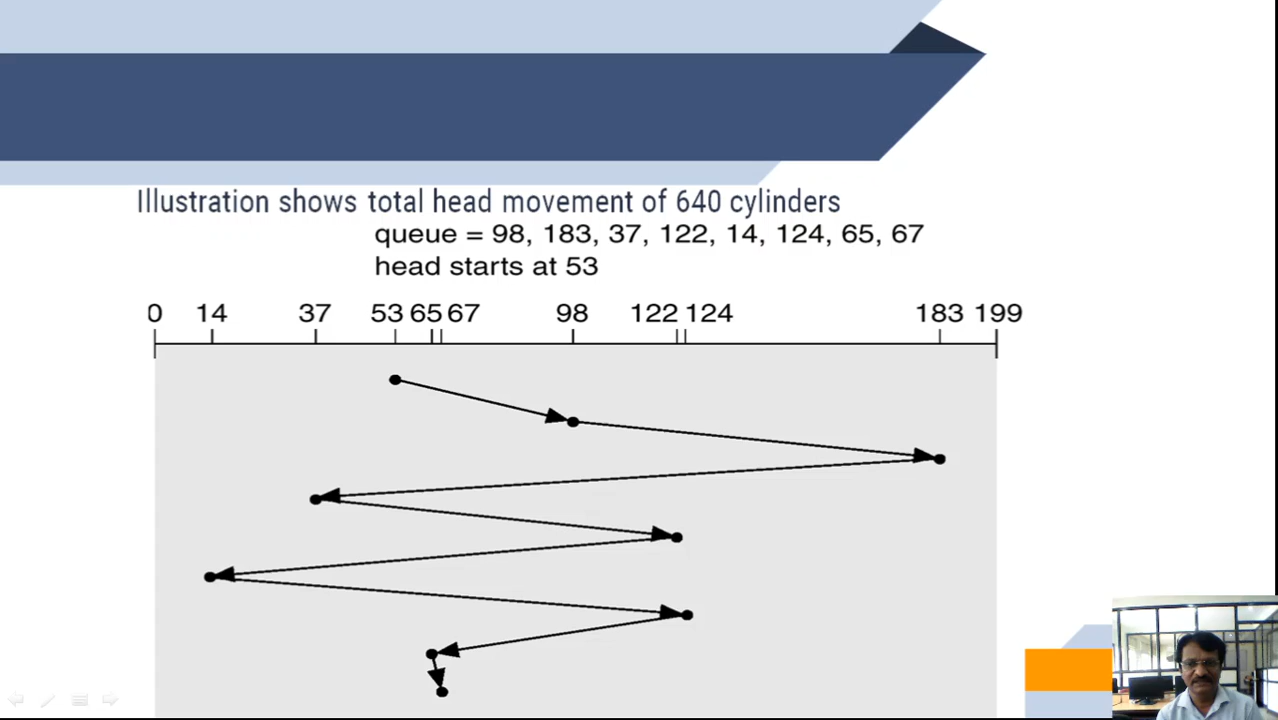 Illustration shows total head movement of 640 cylinders
queue = 98, 183, 37, 122, 14, 124, 65, 67
head starts at 53
0 14 37 53 65 67 98 122 124 183 199